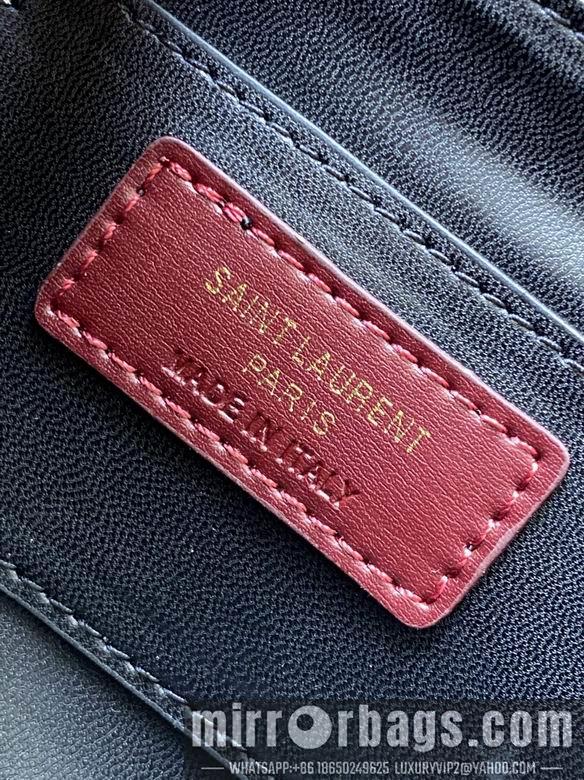 SAINT LAURENT
PARIS
MADE IN ITALY
mirrorbags.com
WHATSAPP:+86 18650249625 LUXURYVIP2@YAHOO.COM